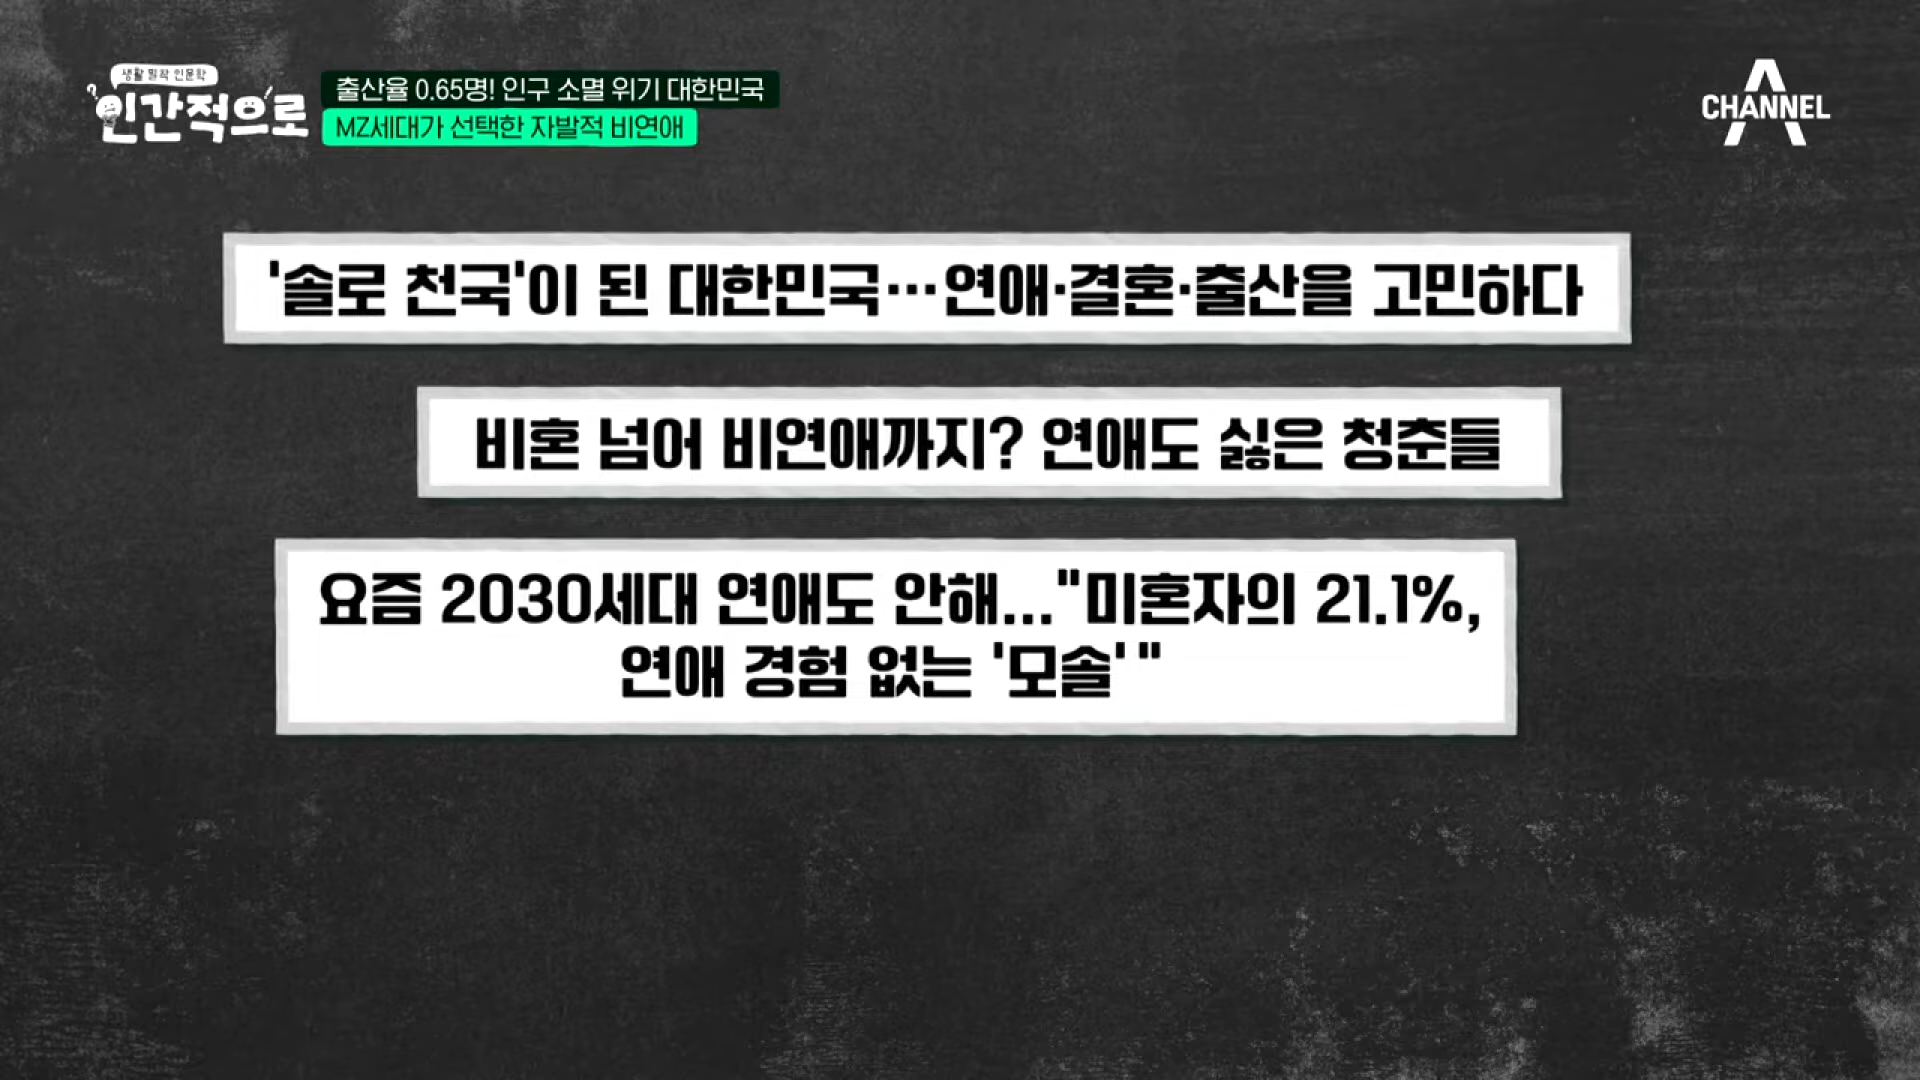 생활 밀착 인문학
인간적으로
출산율 0.65명! 인구 소멸 위기 대한민국
MZ세대가 선택한 자발적 비연애
CHANNEL A
'솔로 천국'이 된 대한민국…연애·결혼·출산을 고민하다
비혼 넘어 비연애까지? 연애도 싫은 청춘들
요즘 2030세대 연애도 안해..."미혼자의 21.1%,
연애 경험 없는 '모솔'"